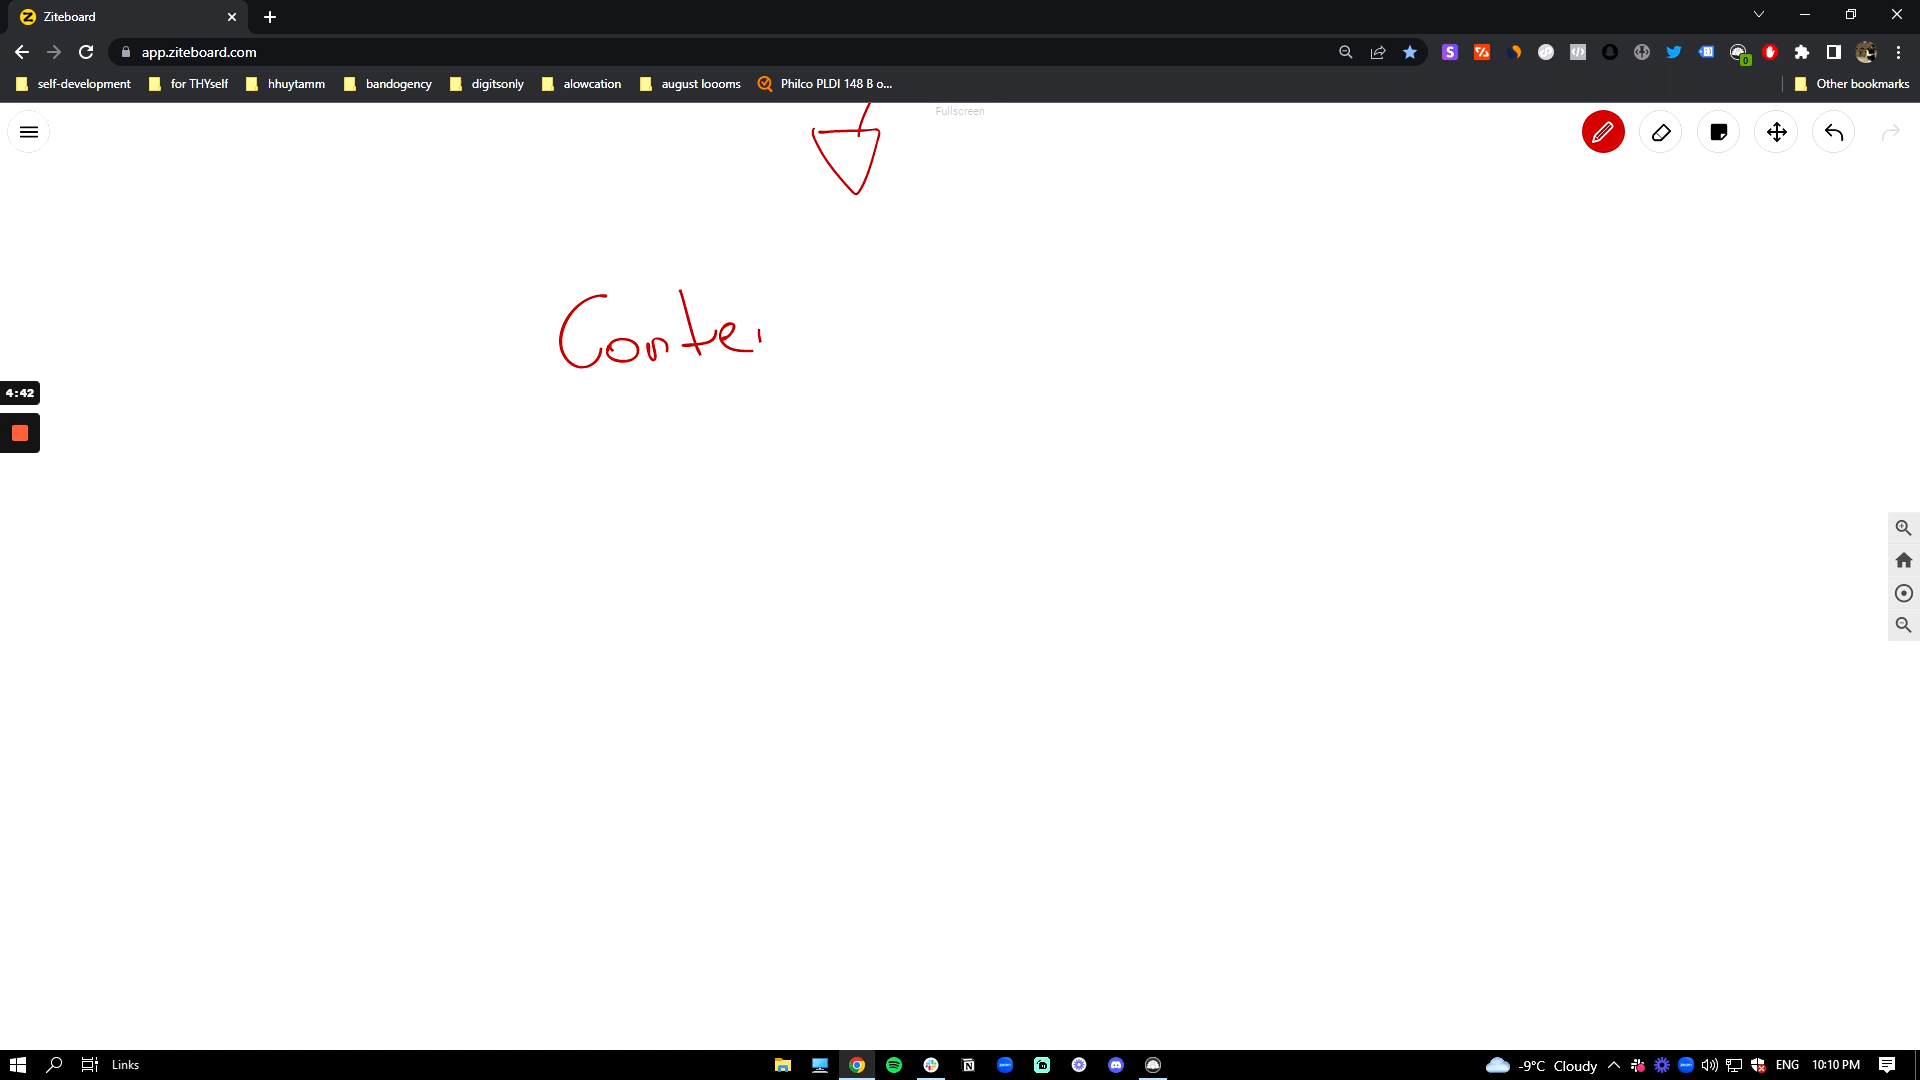 Ziteboard
app.ziteboard.com
self-development for THYself hhuytamm bandogency digitsonly alowcation august loooms Philco PLDI 148 B o... Other bookmarks
Fullscreen
Conte
4:42
Links -9°C Cloudy ENG 10:10 PM